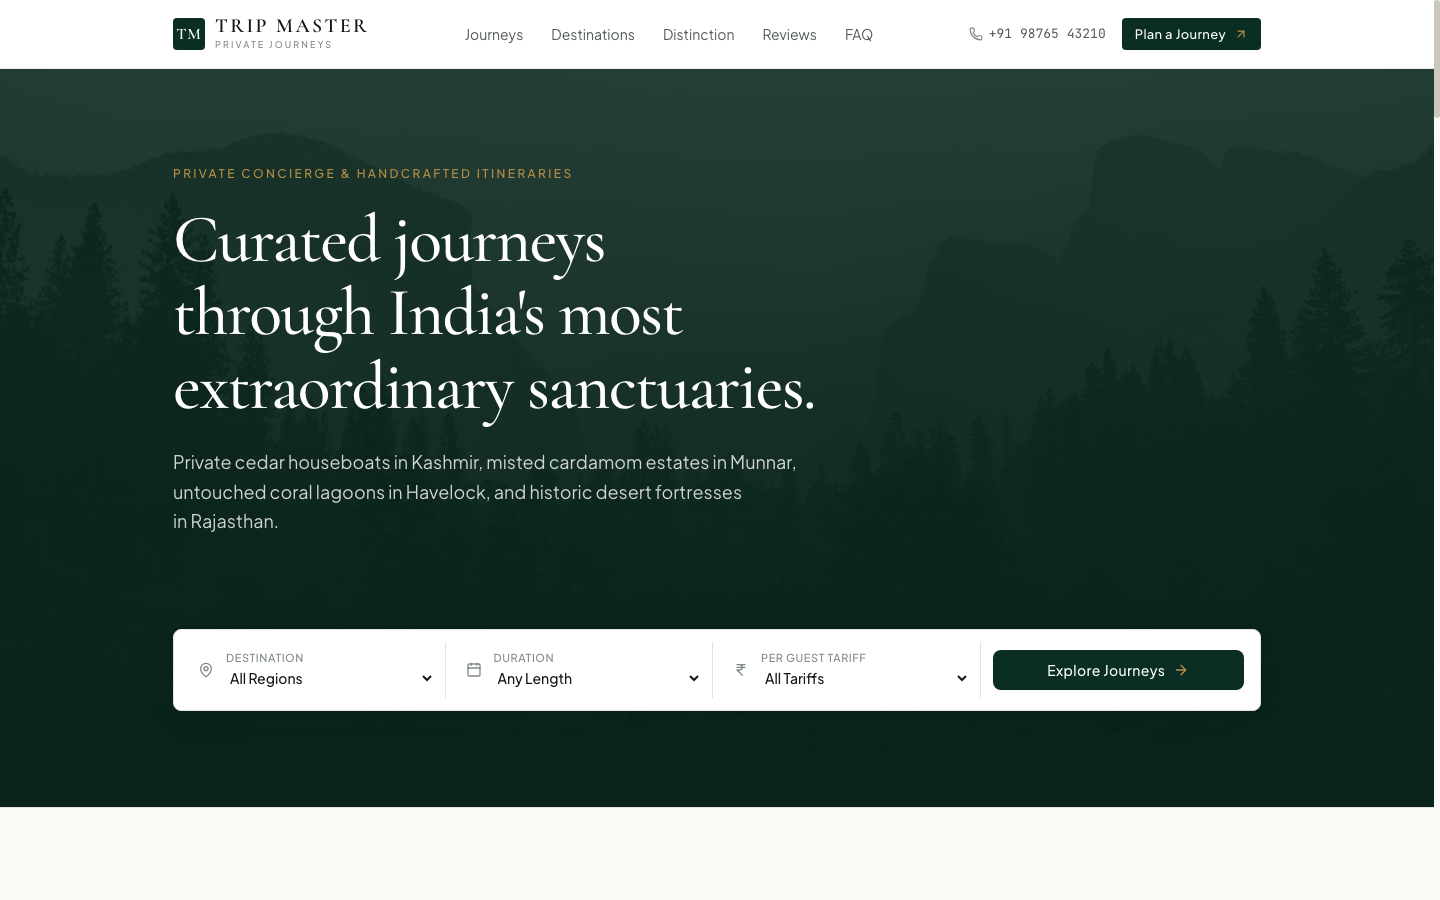 TM
TRIP MASTER
PRIVATE JOURNEYS
Journeys
Destinations
Distinction
Reviews
FAQ
+91 98765 43210
Plan a Journey
PRIVATE CONCIERGE & HANDCRAFTED ITINERARIES
Curated journeys
through India's most
extraordinary sanctuaries.
Private cedar houseboats in Kashmir, misted cardamom estates in Munnar,
untouched coral lagoons in Havelock, and historic desert fortresses
in Rajasthan.
DESTINATION
All Regions
DURATION
Any Length
₹
PER GUEST TARIFF
All Tariffs
Explore Journeys